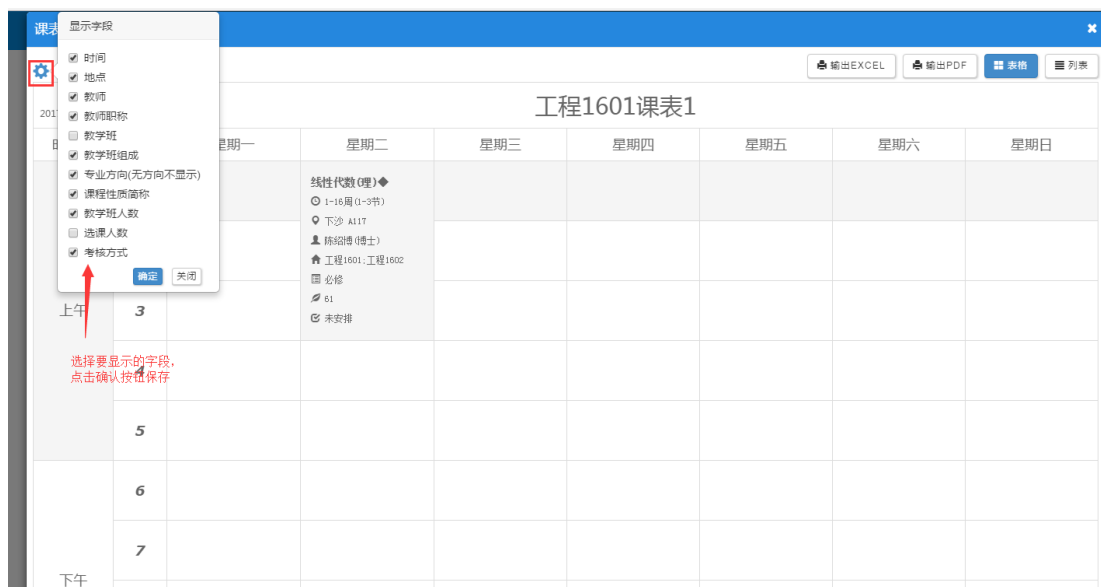 课表
显示字段
时间
地点
教师
教师职称
教学班
教学班组成
专业方向(无方向不显示)
课程性质简称
教学班人数
选课人数
考核方式
确定 关闭
输出EXCEL 输出PDF 表格 列表
201
工程1601课表1
星期一 星期二 星期三 星期四 星期五 星期六 星期日
线性代数(理)◆
1-16周(1-3节)
下沙 A117
陈绍博(博士)
工程1601;工程1602
必修
61
未安排
上午 3
选择要显示的字段,
点击确认按钮保存
4
5
6
7
下午